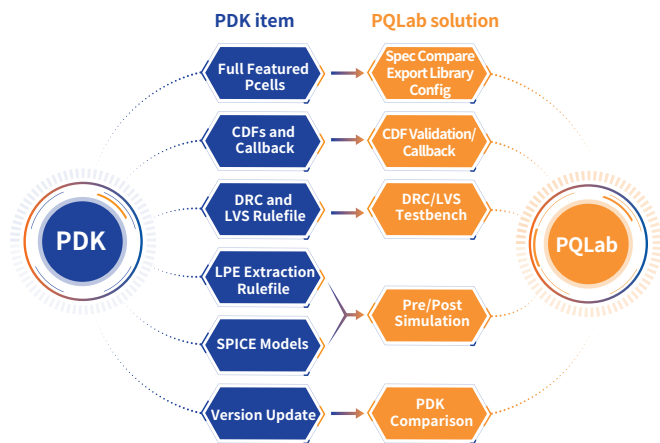 PDK item
PQLab solution
Full Featured
Pcells
Spec Compare
Export Library
Config
CDFs and
Callback
CDF Validation/
Callback
DRC and
LVS Rulefile
DRC/LVS
Testbench
PDK
PQLab
LPE Extraction
Rulefile
SPICE Models
Pre/Post
Simulation
Version Update
PDK
Comparison